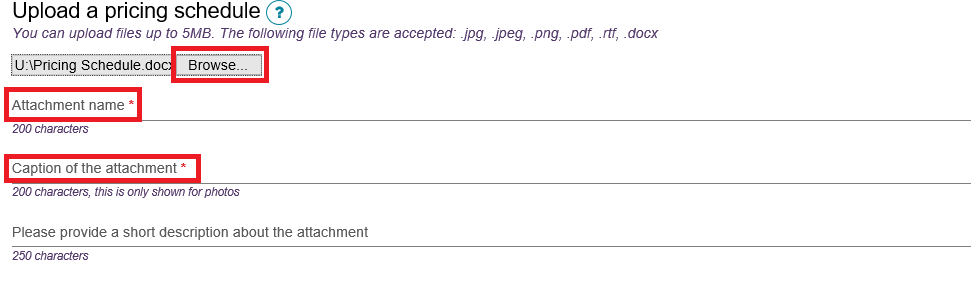 Upload a pricing schedule ?
You can upload files up to 5MB. The following file types are accepted: .jpg, .jpeg, .png, .pdf, .rtf, .docx
U:\Pricing Schedule.docx Browse...
Attachment name *
200 characters
Caption of the attachment *
200 characters, this is only shown for photos
Please provide a short description about the attachment
250 characters